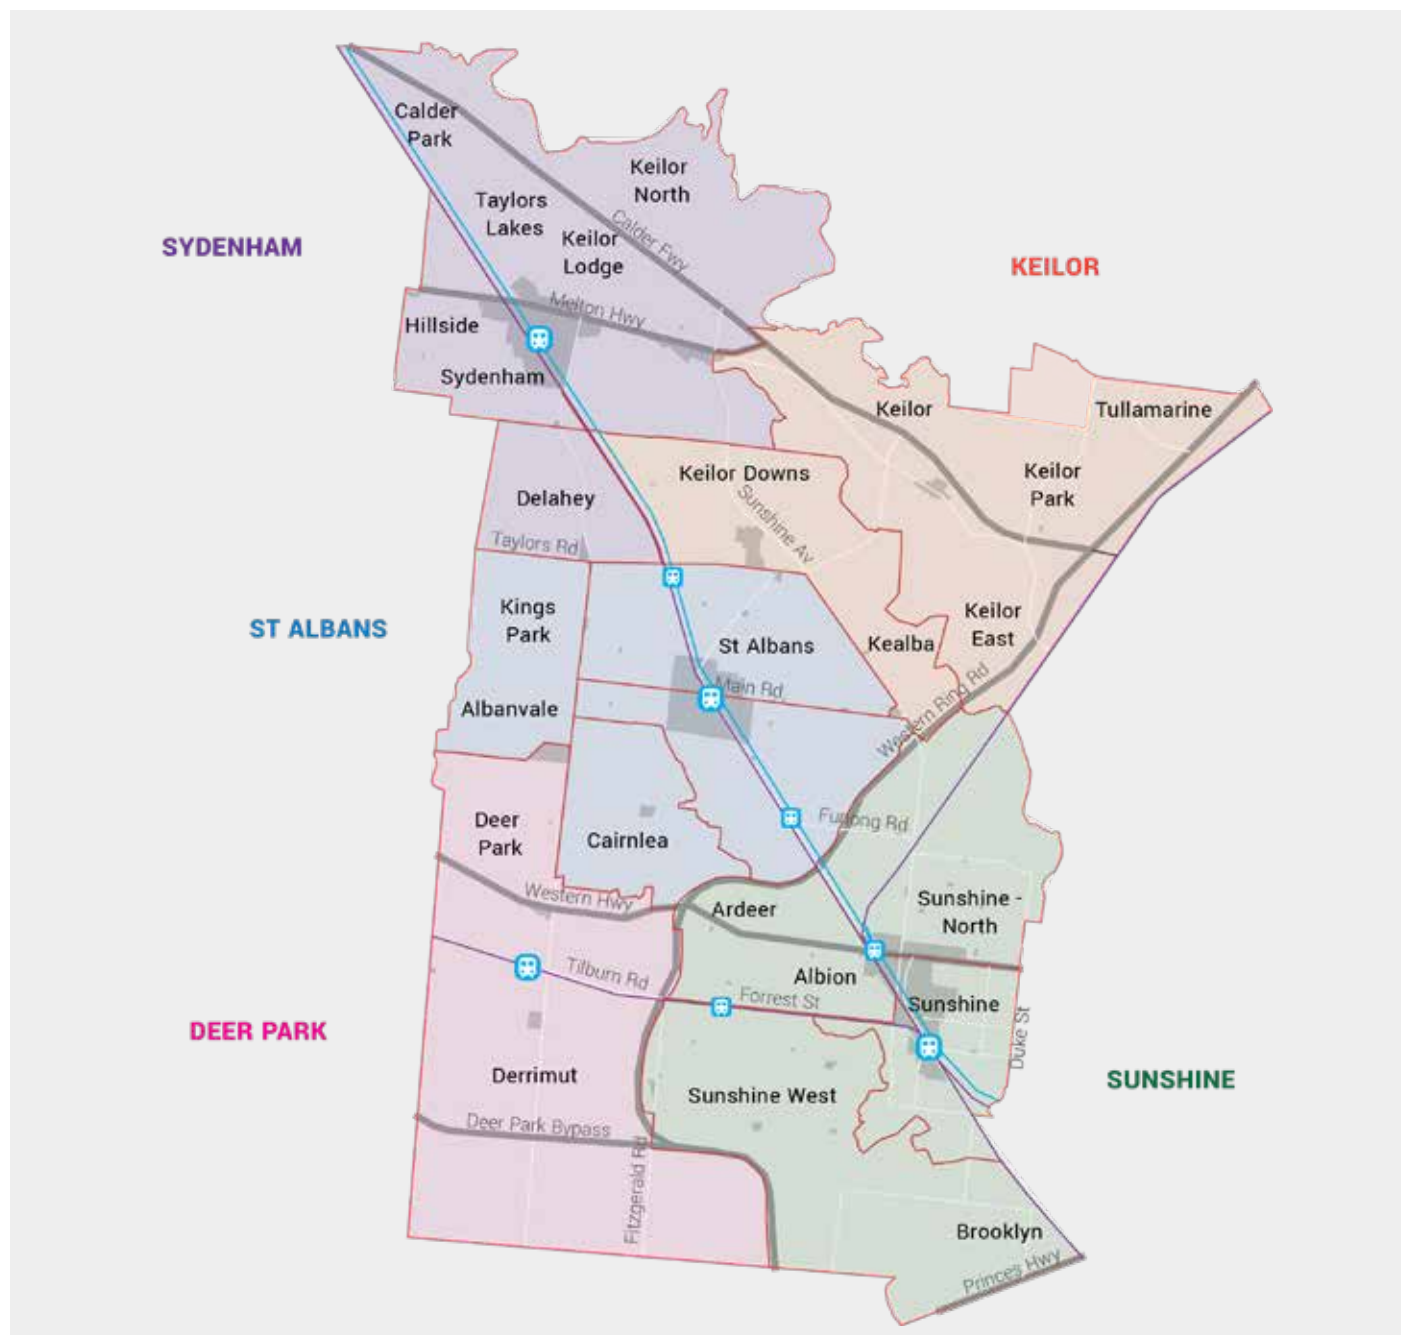 Calder
Park
Keilor
North
Taylors
Lakes
Keilor
Lodge
Calder Fwy
SYDENHAM
KEILOR
Melton Hwy
Hillside
Sydenham
Keilor
Tullamarine
Keilor Downs
Keilor
Park
Delahey
Sunshine Av
Taylors Rd
Kings
Park
Keilor
East
ST ALBANS
St Albans
Kealba
Main Rd
Albanvale
Western Ring Rd
Deer
Park
Furlong Rd
Cairnlea
Western Hwy
Ardeer
Sunshine -
North
Tilburn Rd
Albion
Forrest St
Sunshine
DEER PARK
Duke St
Derrimut
SUNSHINE
Sunshine West
Deer Park Bypass
Fitzgerald Rd
Brooklyn
Princes Hwy